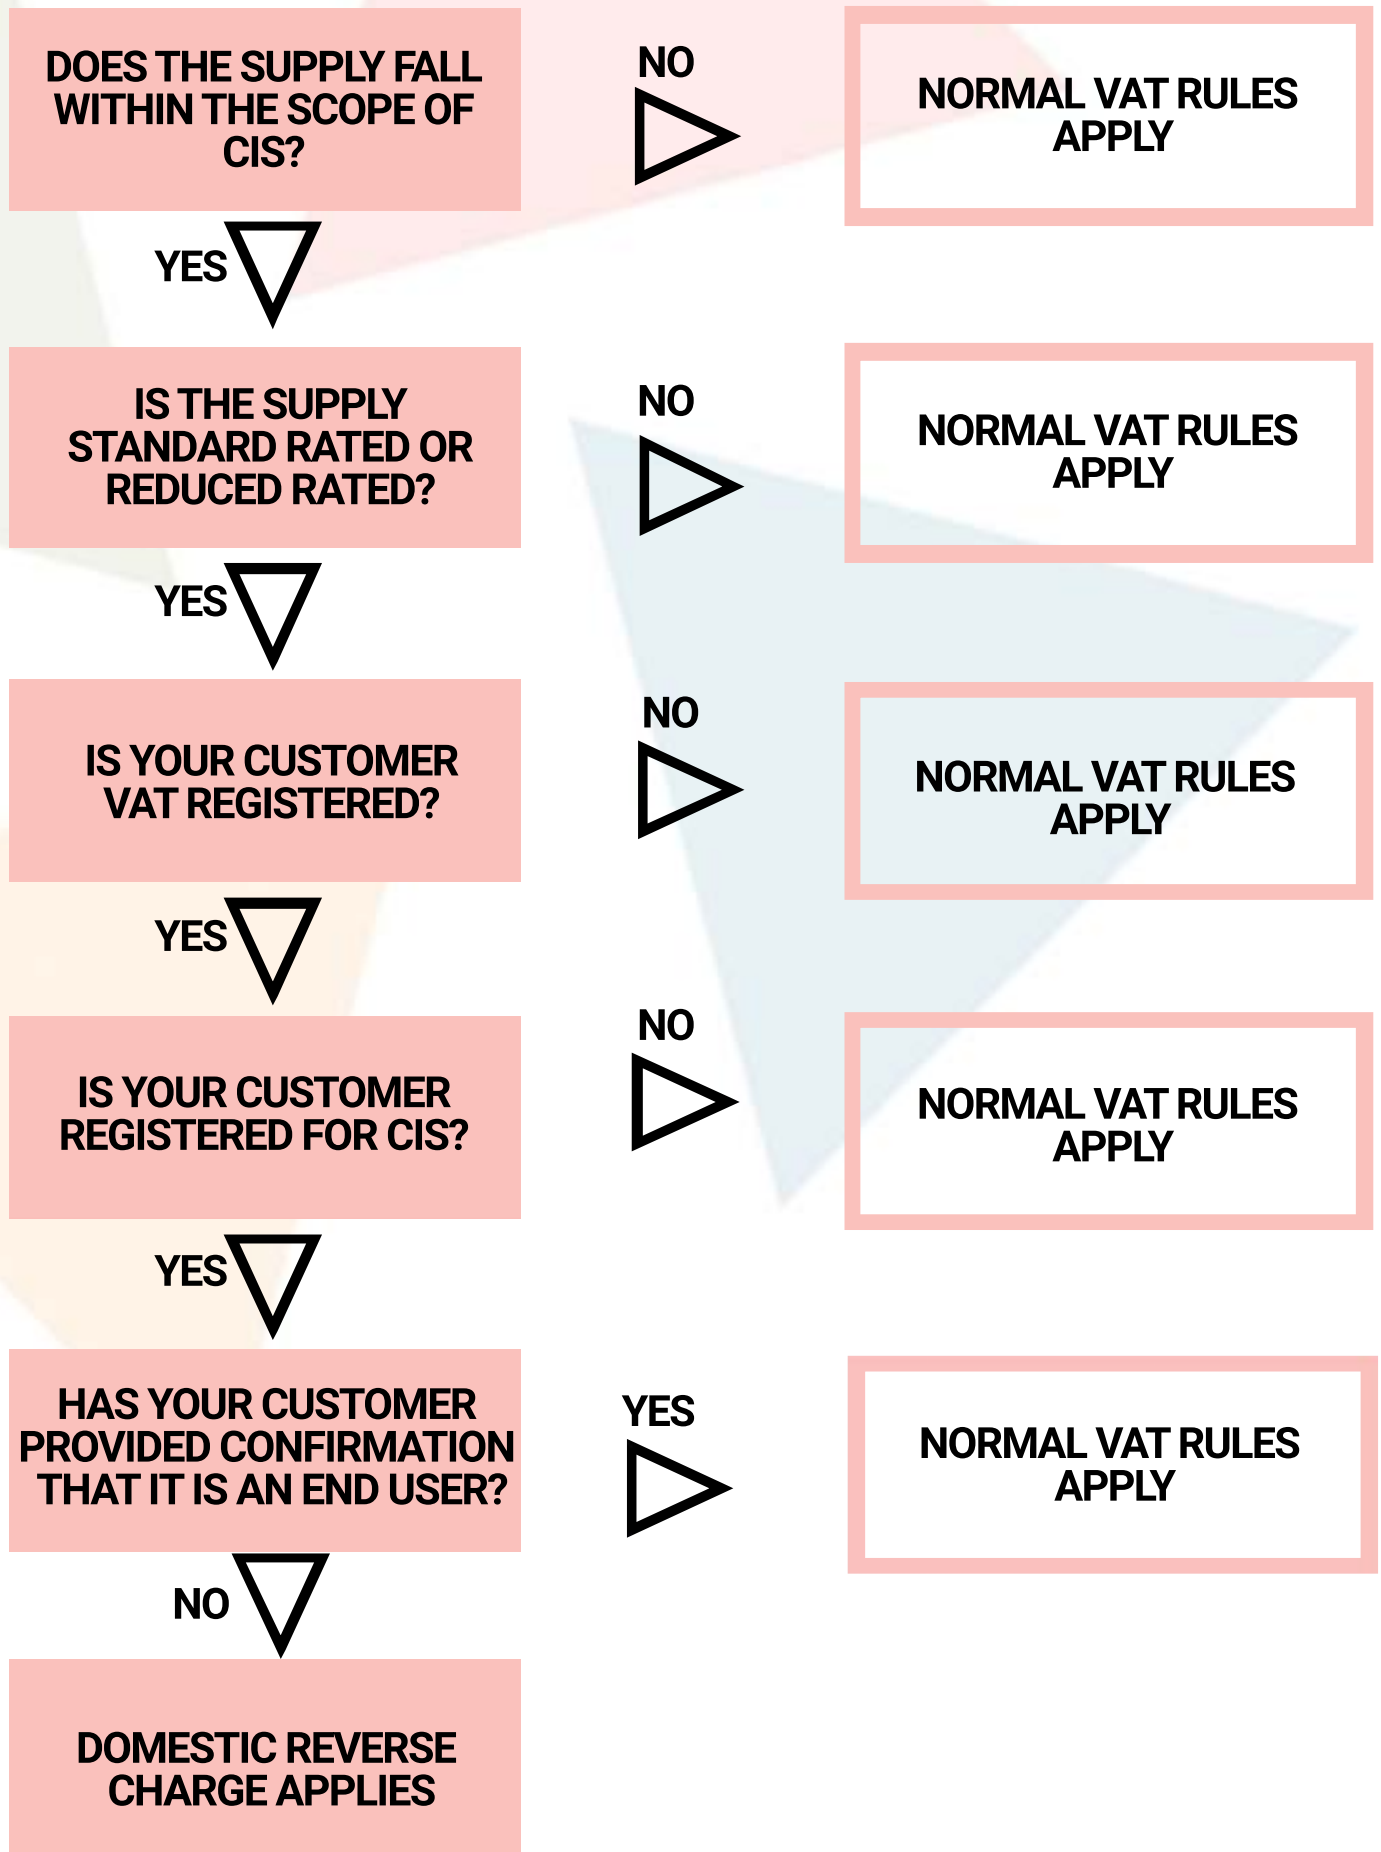 DOES THE SUPPLY FALL
WITHIN THE SCOPE OF
CIS?
NO
NORMAL VAT RULES
APPLY
YES
IS THE SUPPLY
STANDARD RATED OR
REDUCED RATED?
NO
NORMAL VAT RULES
APPLY
YES
IS YOUR CUSTOMER
VAT REGISTERED?
NO
NORMAL VAT RULES
APPLY
YES
IS YOUR CUSTOMER
REGISTERED FOR CIS?
NO
NORMAL VAT RULES
APPLY
YES
HAS YOUR CUSTOMER
PROVIDED CONFIRMATION
THAT IT IS AN END USER?
YES
NORMAL VAT RULES
APPLY
NO
DOMESTIC REVERSE
CHARGE APPLIES